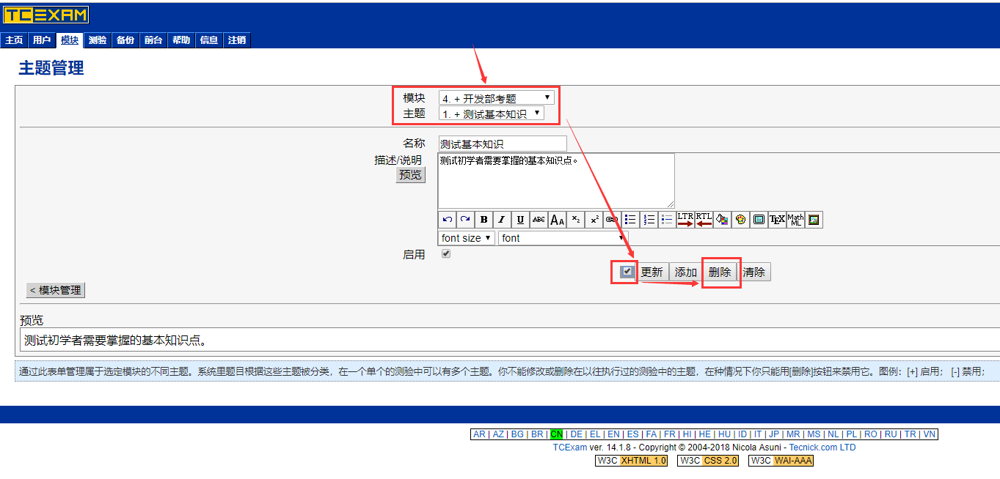 TCEXAM
主页 用户 模块 测验 备份 前台 帮助 信息 注销
主题管理
模块 4. + 开发部考题
主题 1. + 测试基本知识
名称 测试基本知识
描述/说明 测试初学者需要掌握的基本知识点。
预览
B I U ABC AA x₂ x² LTR RTL TEX Math ML
font size font
启用
更新 添加 删除 清除
< 模块管理
预览
测试初学者需要掌握的基本知识点。
通过此表单管理属于选定模块的不同主题。系统里题目根据这些主题被分类，在一个单个的测验中可以有多个主题。你不能修改或删除在以往执行过的测验中的主题，在种情况下你只能用[删除]按钮来禁用它。图例：[+] 启用； [-] 禁用；
AR | AZ | BG | BR | CN | DE | EL | EN | ES | FA | FR | HI | HE | HU | ID | IT | JP | MR | MS | NL | PL | RO | RU | TR | VN
TCExam ver. 14.1.8 - Copyright © 2004-2018 Nicola Asuni - Tecnick.com LTD
W3C XHTML 1.0 W3C CSS 2.0 W3C WAI-AAA